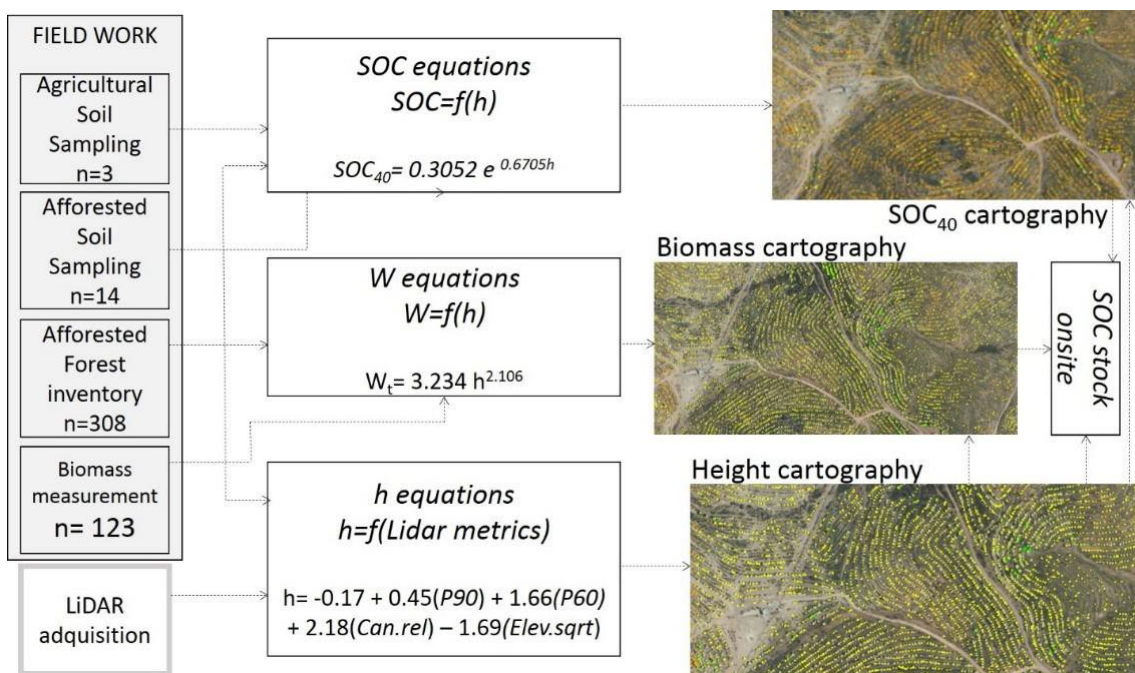 FIELD WORK
Agricultural
Soil
Sampling
n=3
Afforested
Soil
Sampling
n=14
Afforested
Forest
inventory
n=308
Biomass
measurement
n= 123
LiDAR
adquisition
SOC equations
SOC=f(h)
SOC₄₀= 0.3052 e ^0.6705h
W equations
W=f(h)
Wₜ= 3.234 h^2.106
h equations
h=f(Lidar metrics)
h= -0.17 + 0.45(P90) + 1.66(P60)
+ 2.18(Can.rel) – 1.69(Elev.sqrt)
SOC₄₀ cartography
Biomass cartography
Height cartography
SOC stock
onsite